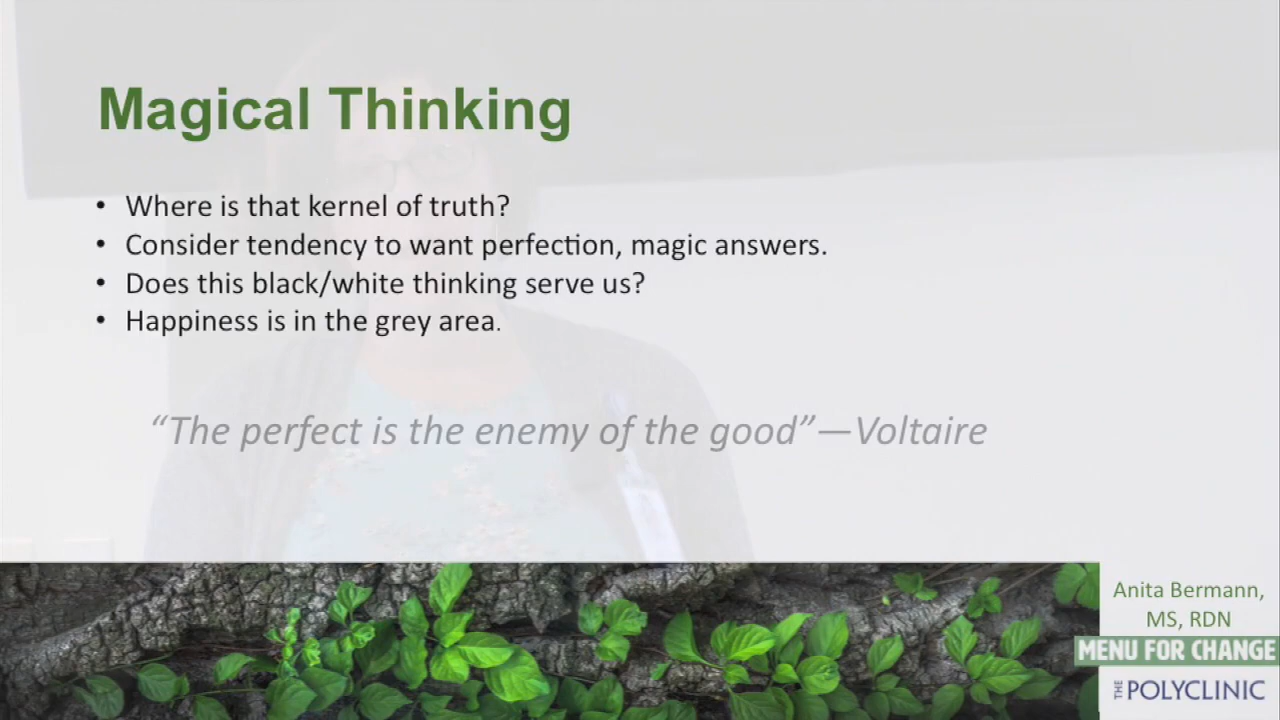 Magical Thinking
• Where is that kernel of truth?
• Consider tendency to want perfection, magic answers.
• Does this black/white thinking serve us?
• Happiness is in the grey area.
“The perfect is the enemy of the good”—Voltaire
Anita Bermann,
MS, RDN
MENU FOR CHANGE
THE POLYCLINIC